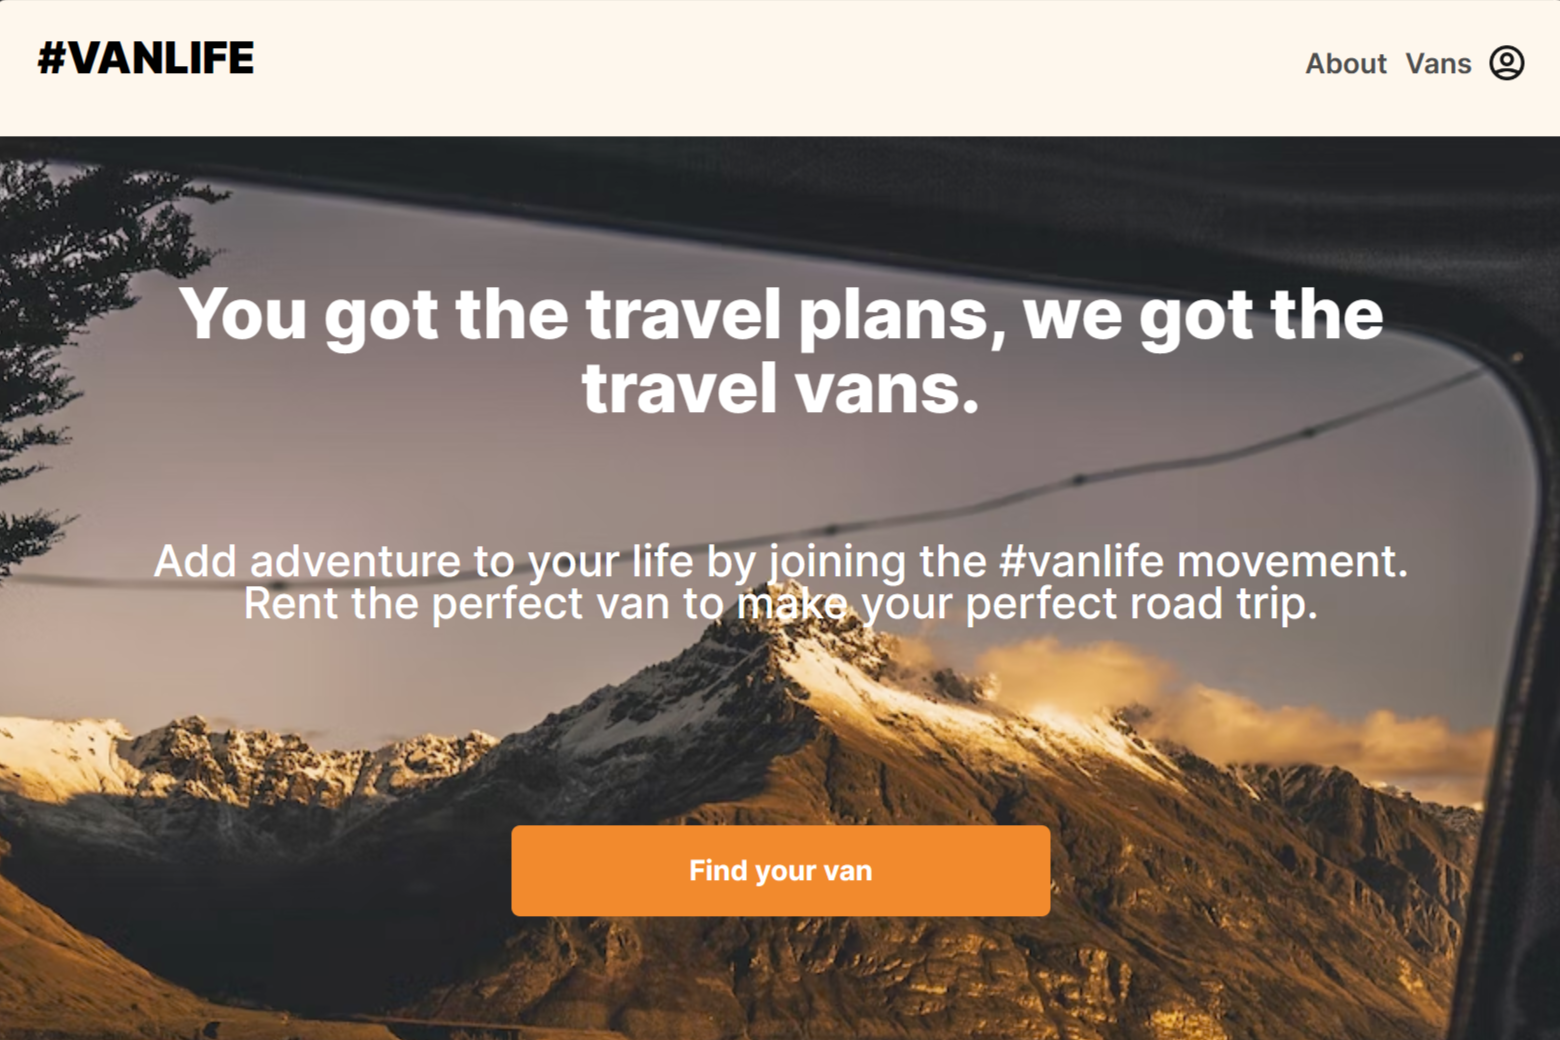 #VANLIFE
About Vans
You got the travel plans, we got the
travel vans.
Add adventure to your life by joining the #vanlife movement.
Rent the perfect van to make your perfect road trip.
Find your van